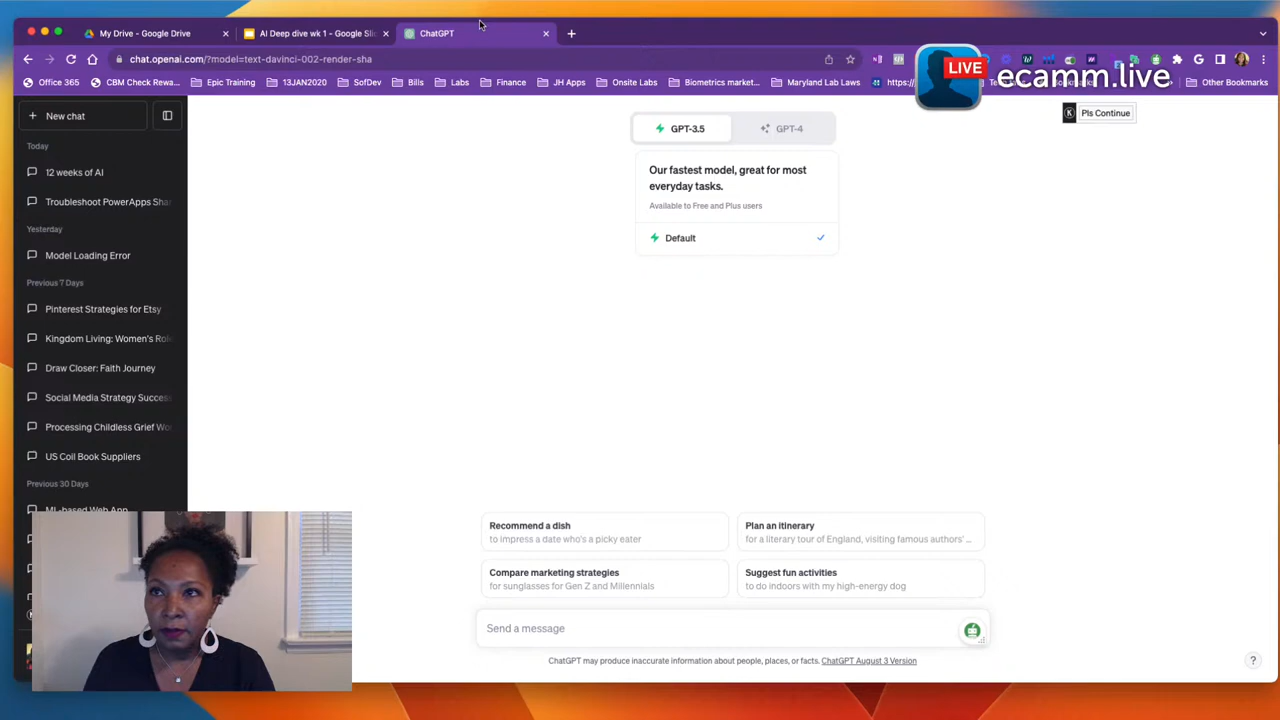 My Drive - Google Drive
AI Deep dive wk 1 - Google Slic
ChatGPT
chat.openai.com/?model=text-davinci-002-render-sha
Office 365
CBM Check Rewa...
Epic Training
13JAN2020
SofDev
Bills
Labs
Finance
JH Apps
Onsite Labs
Biometrics market...
Maryland Lab Laws
Other Bookmarks
LIVE
ecamm.live
New chat
Today
12 weeks of AI
Troubleshoot PowerApps Shar
Yesterday
Model Loading Error
Previous 7 Days
Pinterest Strategies for Etsy
Kingdom Living: Women's Role
Draw Closer: Faith Journey
Social Media Strategy Success
Processing Childless Grief Wo
US Coil Book Suppliers
Previous 30 Days
ML-based Web App
GPT-3.5
GPT-4
Our fastest model, great for most
everyday tasks.
Available to Free and Plus users
Default
K Pls Continue
Recommend a dish
to impress a date who's a picky eater
Plan an itinerary
for a literary tour of England, visiting famous authors' ...
Compare marketing strategies
for sunglasses for Gen Z and Millennials
Suggest fun activities
to do indoors with my high-energy dog
Send a message
ChatGPT may produce inaccurate information about people, places, or facts. ChatGPT August 3 Version
?